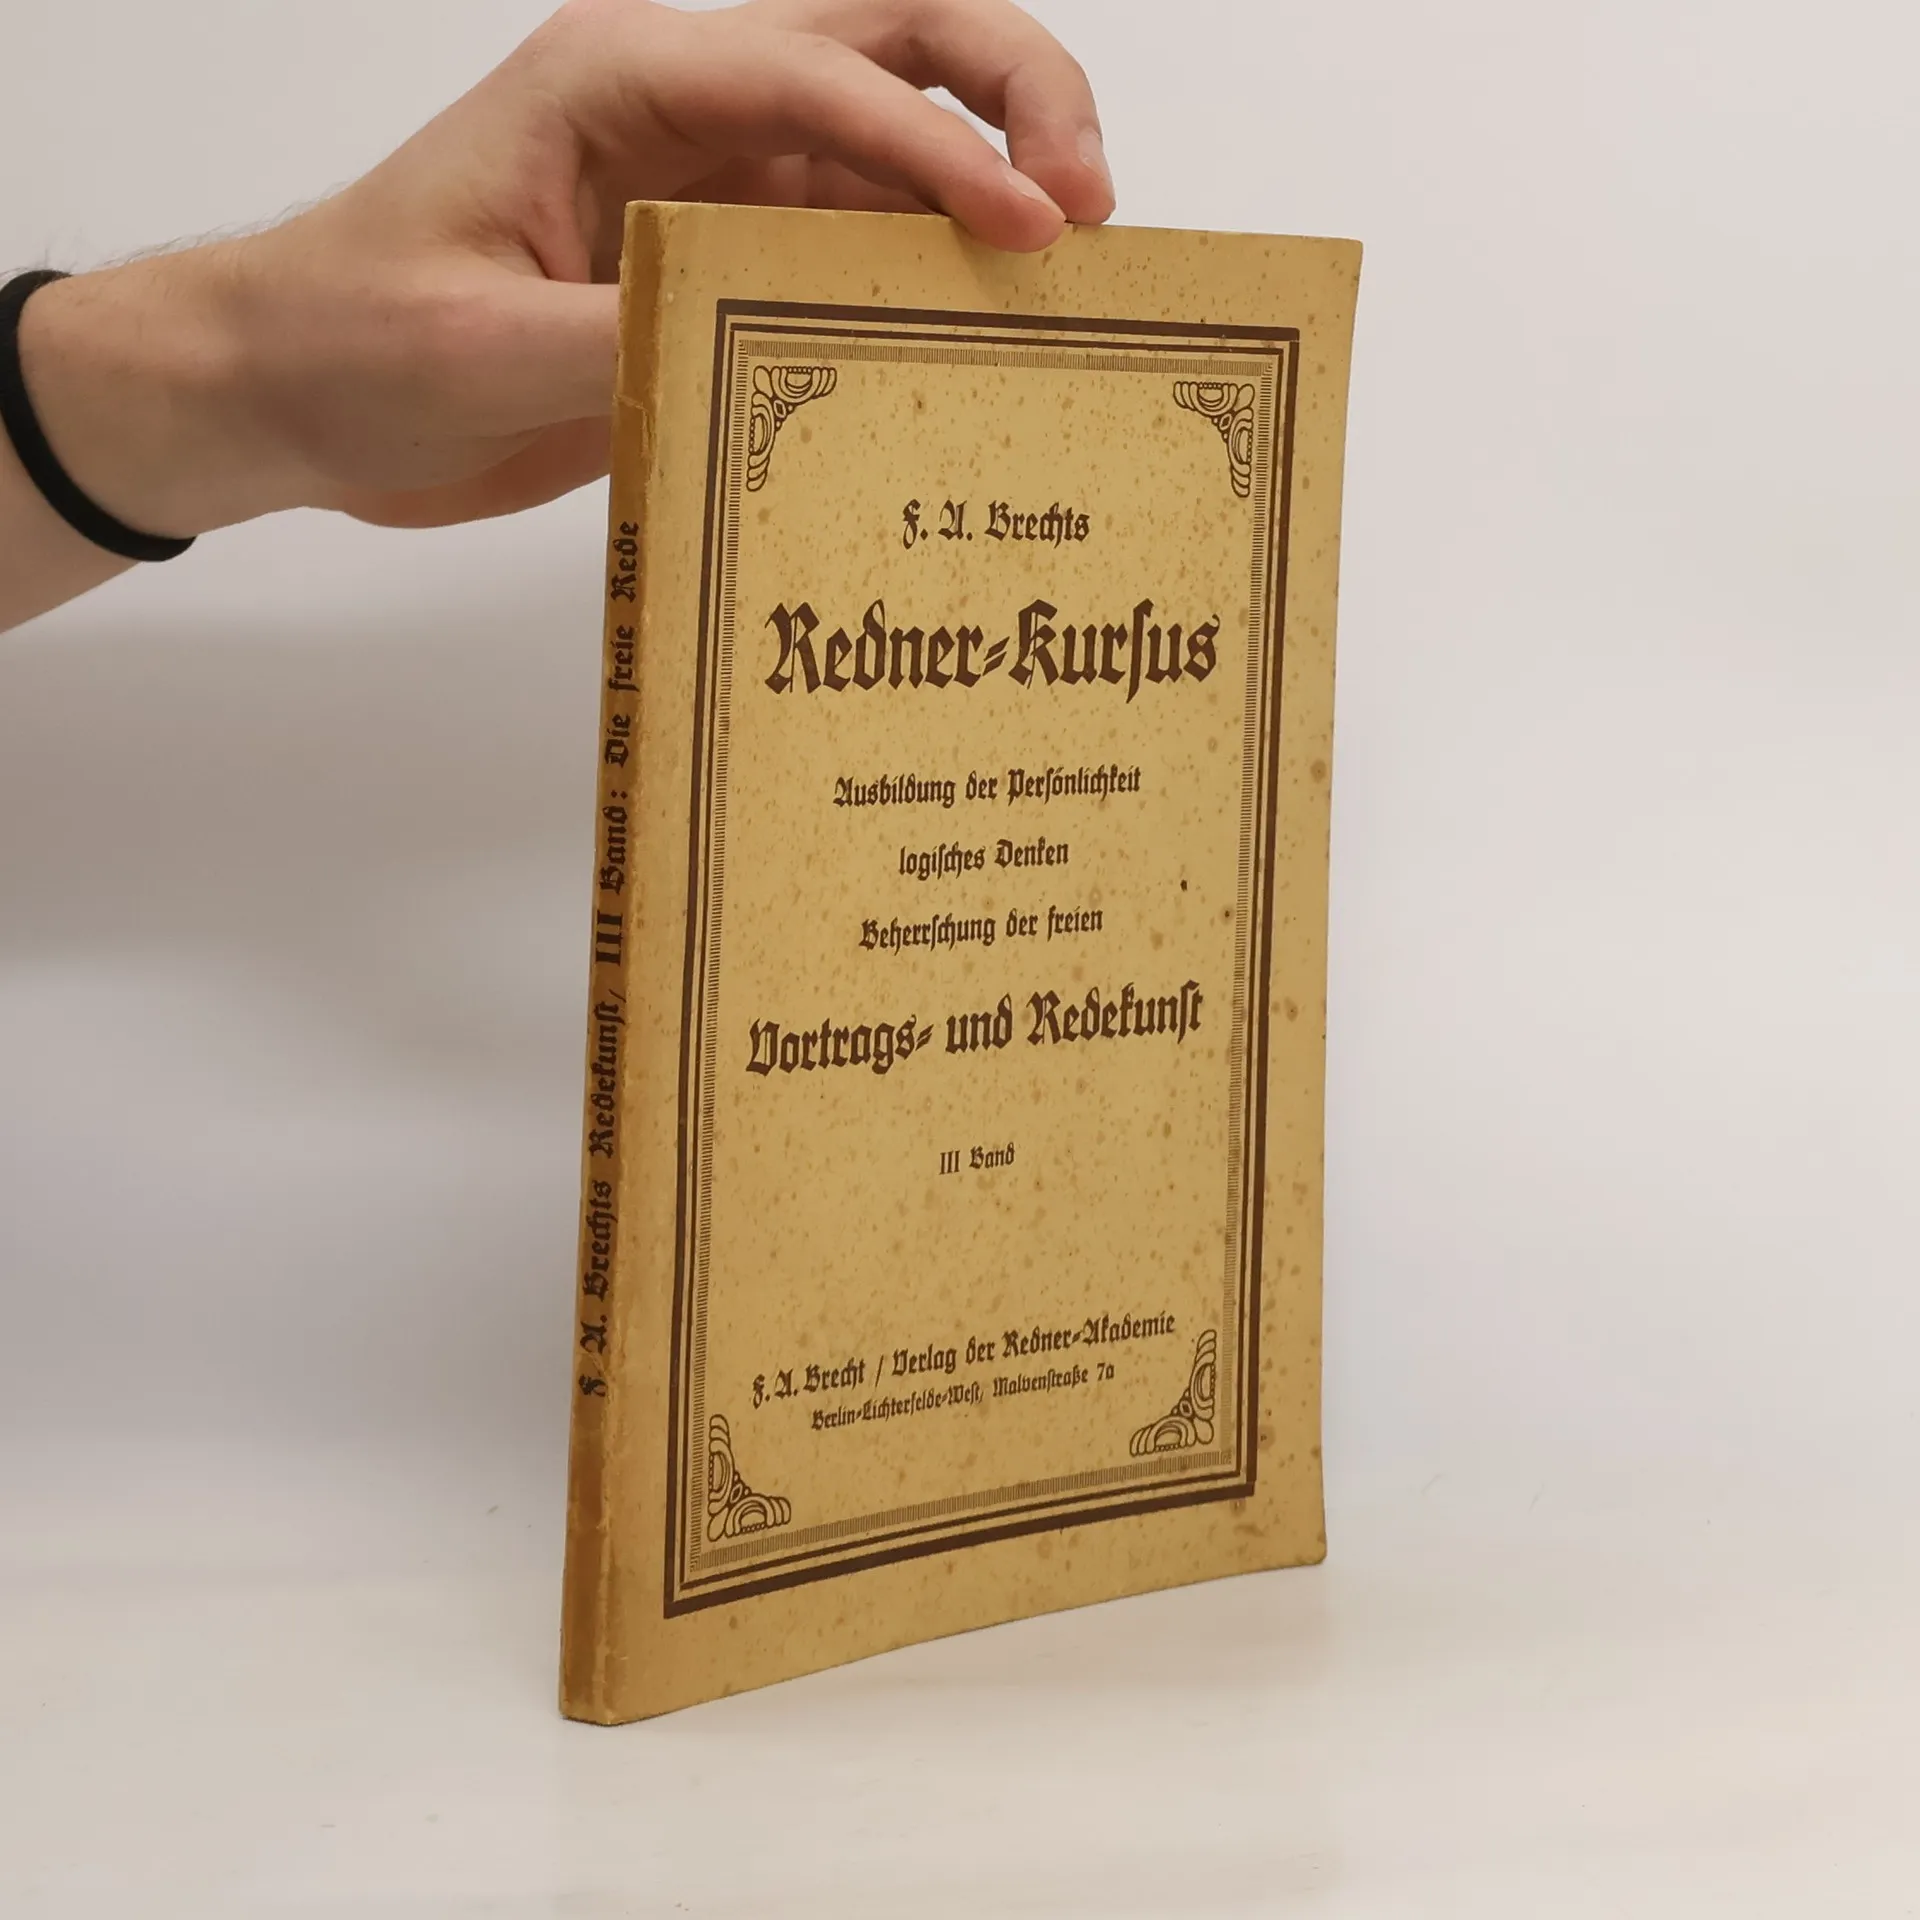 F. A. Brechts Redekunst, III Band: Die freie Rede
F. A. Brechts
Redner-Kurſus
Ausbildung der Perſönlichkeit
logiſches Denken
Beherrſchung der freien
Vortrags- und Redekunſt
III Band
F. A. Brecht / Verlag der Redner-Akademie
Berlin-Lichterfelde-Weſt, Malvenſtraße 7a